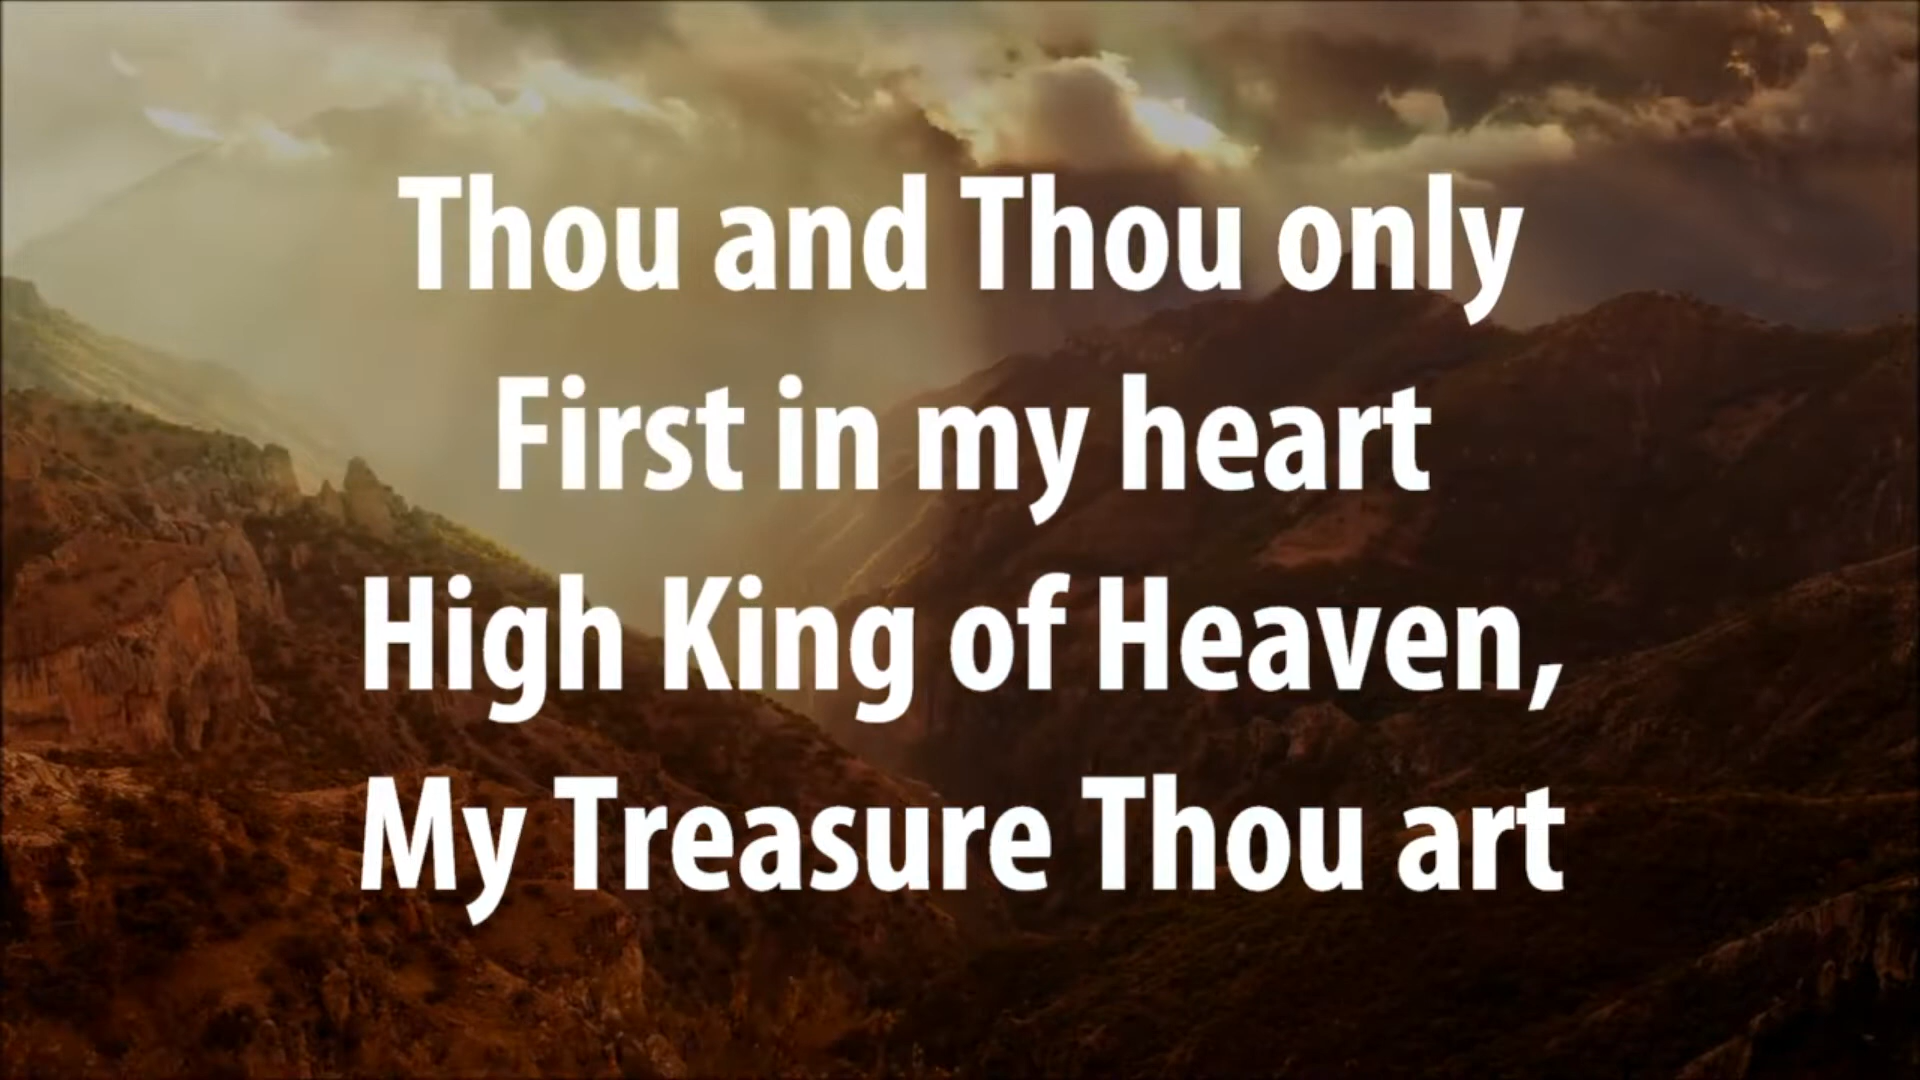 Thou and Thou only
First in my heart
High King of Heaven,
My Treasure Thou art